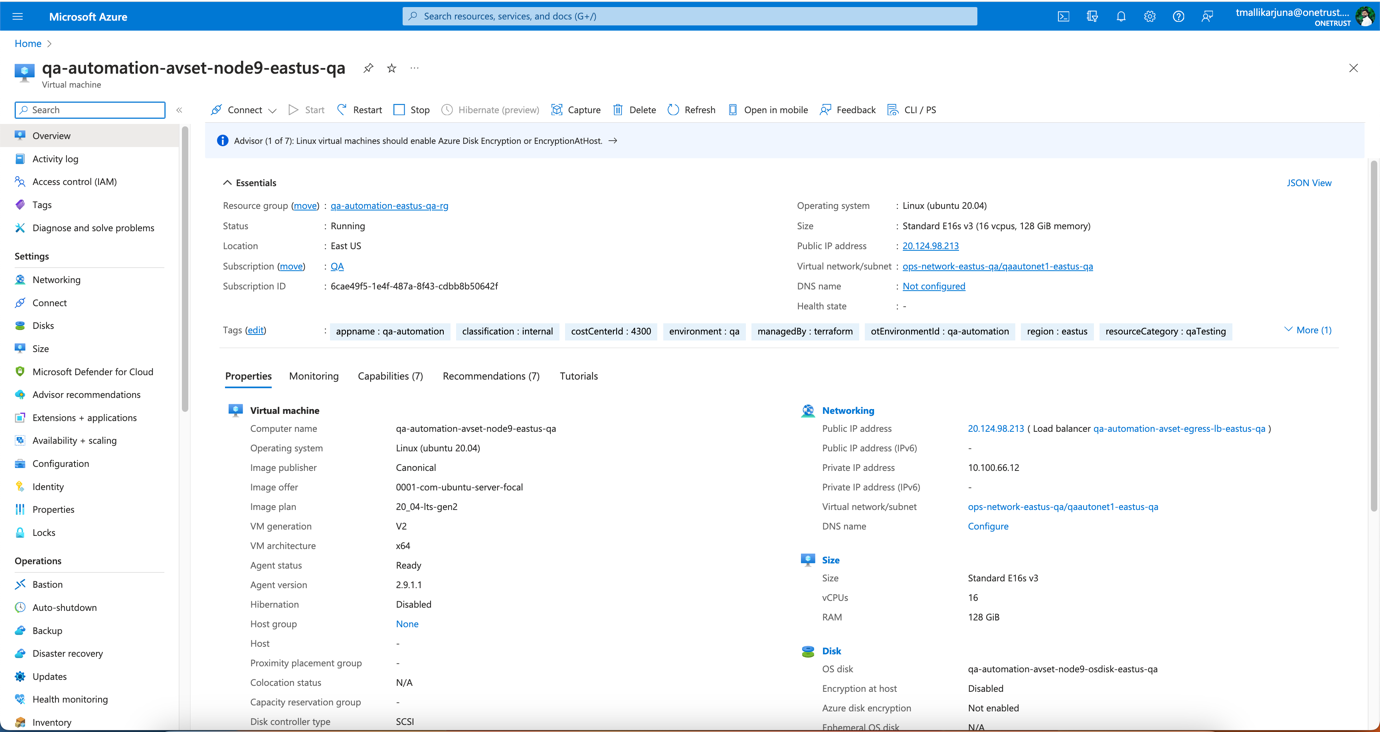 Microsoft Azure
Search resources, services, and docs (G+/)
tmallikarjuna@onetrust....
ONETRUST
Home
qa-automation-avset-node9-eastus-qa
Virtual machine
Search
Overview
Activity log
Access control (IAM)
Tags
Diagnose and solve problems
Settings
Networking
Connect
Disks
Size
Microsoft Defender for Cloud
Advisor recommendations
Extensions + applications
Availability + scaling
Configuration
Identity
Properties
Locks
Operations
Bastion
Auto-shutdown
Backup
Disaster recovery
Updates
Health monitoring
Inventory
Connect Start Restart Stop Hibernate (preview) Capture Delete Refresh Open in mobile Feedback CLI / PS
Advisor (1 of 7): Linux virtual machines should enable Azure Disk Encryption or EncryptionAtHost. →
Essentials JSON View
Resource group (move) : qa-automation-eastus-qa-rg
Status : Running
Location : East US
Subscription (move) : QA
Subscription ID : 6cae49f5-1e4f-487a-8f43-cdbb8b50642f
Operating system : Linux (ubuntu 20.04)
Size : Standard E16s v3 (16 vcpus, 128 GiB memory)
Public IP address : 20.124.98.213
Virtual network/subnet : ops-network-eastus-qa/qaautonet1-eastus-qa
DNS name : Not configured
Health state : -
Tags (edit) : appname : qa-automation classification : internal costCenterId : 4300 environment : qa managedBy : terraform otEnvironmentId : qa-automation region : eastus resourceCategory : qaTesting More (1)
Properties Monitoring Capabilities (7) Recommendations (7) Tutorials
Virtual machine
Computer name qa-automation-avset-node9-eastus-qa
Operating system Linux (ubuntu 20.04)
Image publisher Canonical
Image offer 0001-com-ubuntu-server-focal
Image plan 20_04-lts-gen2
VM generation V2
VM architecture x64
Agent status Ready
Agent version 2.9.1.1
Hibernation Disabled
Host group None
Host -
Proximity placement group -
Colocation status N/A
Capacity reservation group -
Disk controller type SCSI
Networking
Public IP address 20.124.98.213 ( Load balancer qa-automation-avset-egress-lb-eastus-qa )
Public IP address (IPv6) -
Private IP address 10.100.66.12
Private IP address (IPv6) -
Virtual network/subnet ops-network-eastus-qa/qaautonet1-eastus-qa
DNS name Configure
Size
Size Standard E16s v3
vCPUs 16
RAM 128 GiB
Disk
OS disk qa-automation-avset-node9-osdisk-eastus-qa
Encryption at host Disabled
Azure disk encryption Not enabled
Ephemeral OS disk N/A